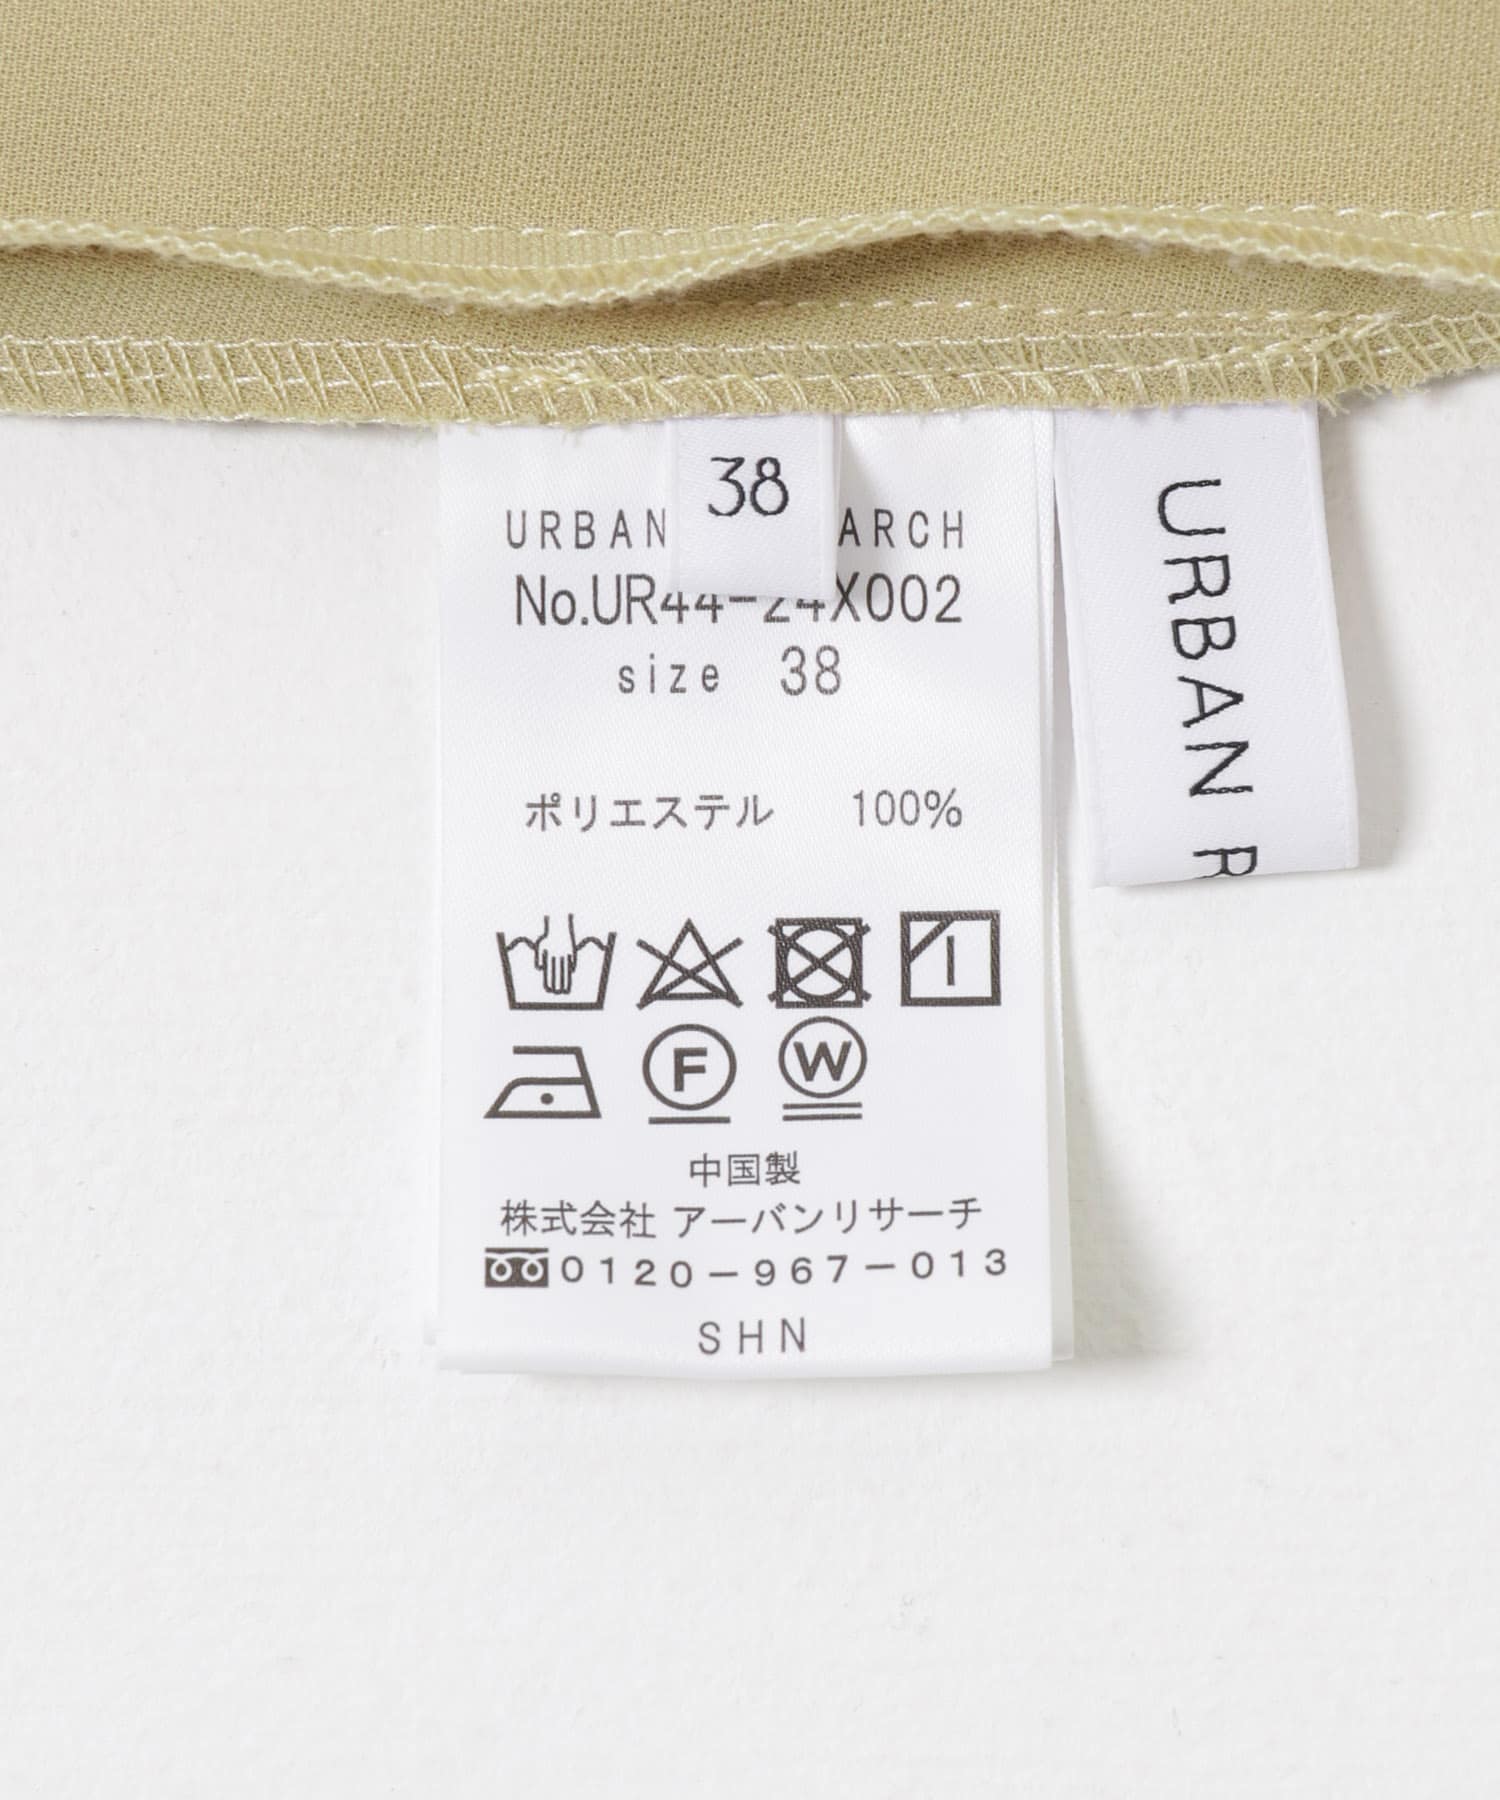 38
URBAN ARCH
No.UR44-24X002
size 38
ポリエステル 100%
F
W
中国製
株式会社 アーバンリサーチ
0120-967-013
SHN
URBAN R